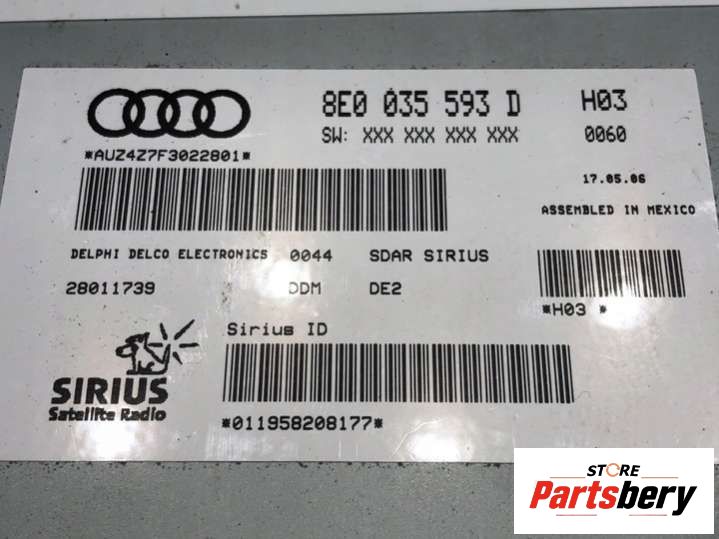 8E0 035 593 D H03
SW: XXX XXX XXX XXX 0060
*AUZ4Z7F3022801*
17.05.06
ASSEMBLED IN MEXICO
DELPHI DELCO ELECTRONICS 0044 SDAR SIRIUS
28011739 DDM DE2
*H03 *
Sirius ID
SIRIUS
Satellite Radio
*011958208177*
STORE
Partsbery